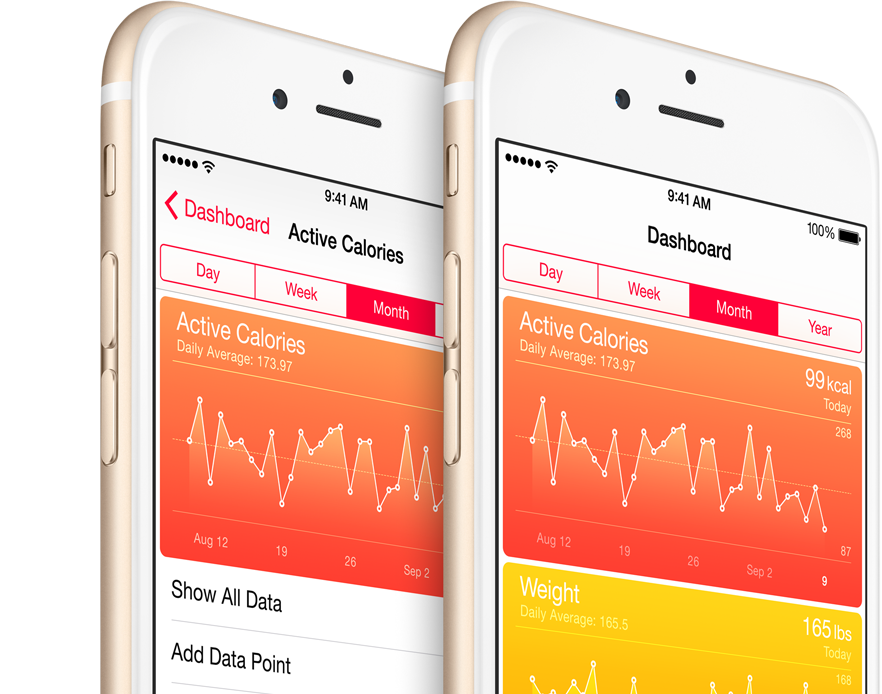 9:41 AM
Dashboard
Active Calories
Day
Week
Month
Active Calories
Daily Average: 173.97
Aug 12
19
26
Sep 2
Show All Data
Add Data Point
9:41 AM
100%
Dashboard
Day
Week
Month
Year
Active Calories
Daily Average: 173.97
99 kcal
Today
268
87
Aug 12
19
26
Sep 2
9
Weight
Daily Average: 165.5
165 lbs
Today
168